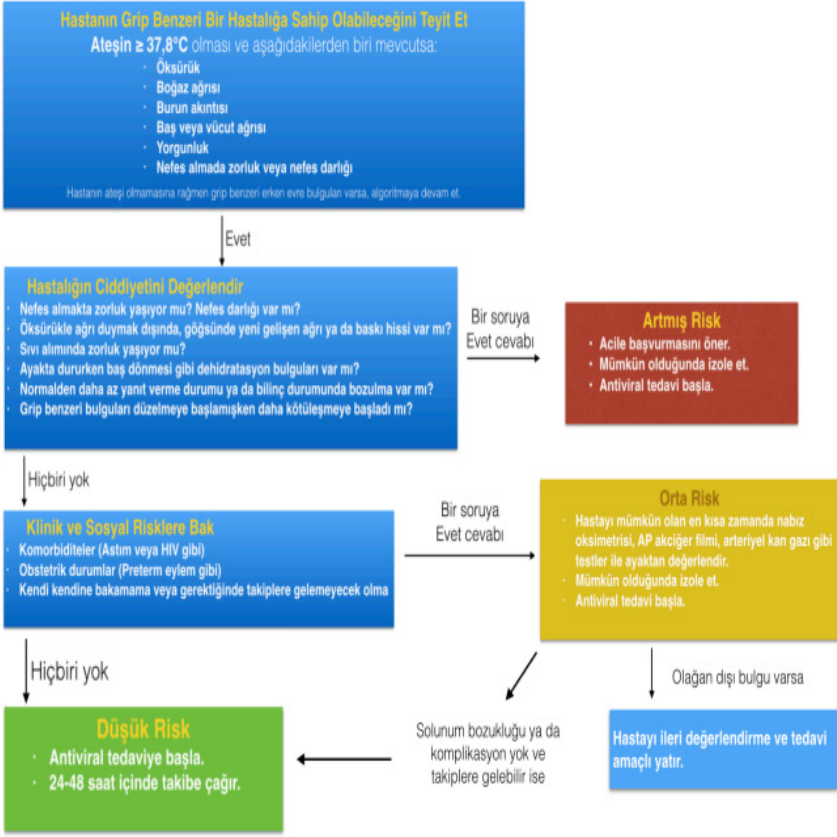 Hastanın Grip Benzeri Bir Hastalığa Sahip Olabileceğini Teyit Et
Ateşin ≥ 37,8°C olması ve aşağıdakilerden biri mevcutsa:
· Öksürük
· Boğaz ağrısı
· Burun akıntısı
· Baş veya vücut ağrısı
· Yorgunluk
· Nefes almada zorluk veya nefes darlığı
Hastanın ateşi olmamasına rağmen grip benzeri erken evre bulguları varsa, algoritmaya devam et.
Evet
Hastalığın Ciddiyetini Değerlendir
· Nefes almakta zorluk yaşıyor mu? Nefes darlığı var mı?
· Öksürükle ağrı duymak dışında, göğsünde yeni gelişen ağrı ya da baskı hissi var mı?
· Sıvı alımında zorluk yaşıyor mu?
· Ayakta dururken baş dönmesi gibi dehidratasyon bulguları var mı?
· Normalden daha az yanıt verme durumu ya da bilinç durumunda bozulma var mı?
· Grip benzeri bulguları düzelmeye başlamışken daha kötüleşmeye başladı mı?
Bir soruya
Evet cevabı
Artmış Risk
• Acile başvurmasını öner.
• Mümkün olduğunda izole et.
• Antiviral tedavi başla.
Hiçbiri yok
Klinik ve Sosyal Risklere Bak
· Komorbiditeler (Astım veya HIV gibi)
· Obstetrik durumlar (Preterm eylem gibi)
· Kendi kendine bakamama veya gerektiğinde takiplere gelemeyecek olma
Bir soruya
Evet cevabı
Orta Risk
· Hastayı mümkün olan en kısa zamanda nabız
oksimetrisi, AP akciğer filmi, arteriyel kan gazı gibi
testler ile ayaktan değerlendir.
· Mümkün olduğunda izole et.
· Antiviral tedavi başla.
Hiçbiri yok
Olağan dışı bulgu varsa
Düşük Risk
· Antiviral tedaviye başla.
· 24-48 saat içinde takibe çağır.
Solunum bozukluğu ya da
komplikasyon yok ve
takiplere gelebilir ise
Hastayı ileri değerlendirme ve tedavi
amaçlı yatır.